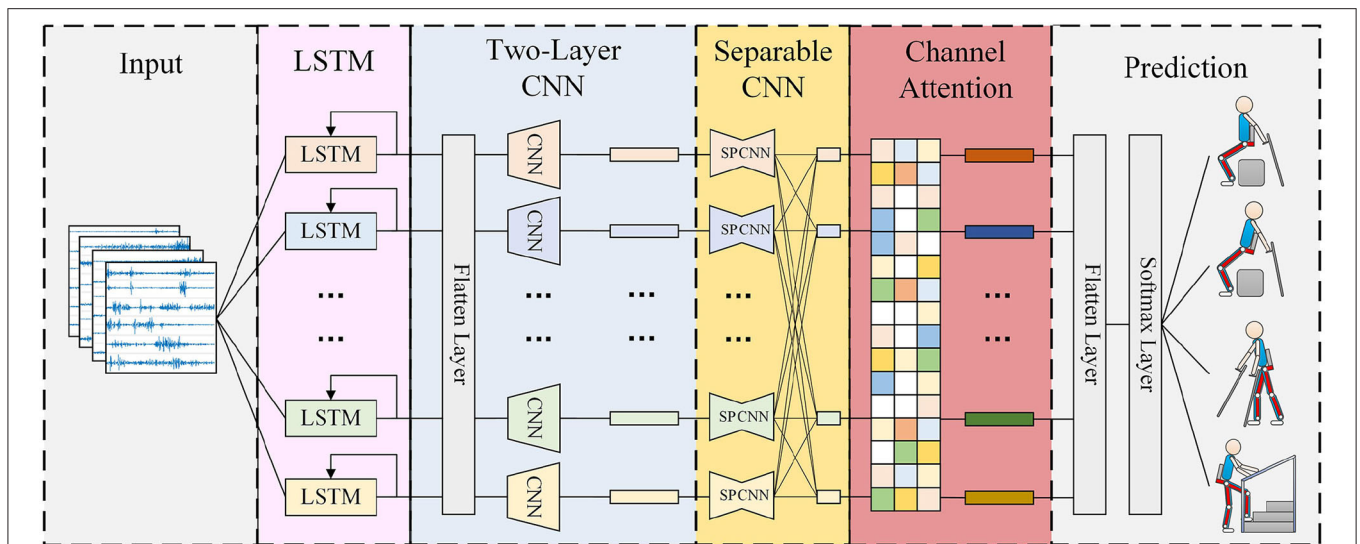 Input
LSTM
Two-Layer
CNN
Separable
CNN
Channel
Attention
Prediction
LSTM
LSTM
...
...
LSTM
LSTM
Flatten Layer
CNN
CNN
...
...
CNN
CNN
...
...
SPCNN
SPCNN
...
...
SPCNN
SPCNN
...
...
Flatten Layer
Softmax Layer